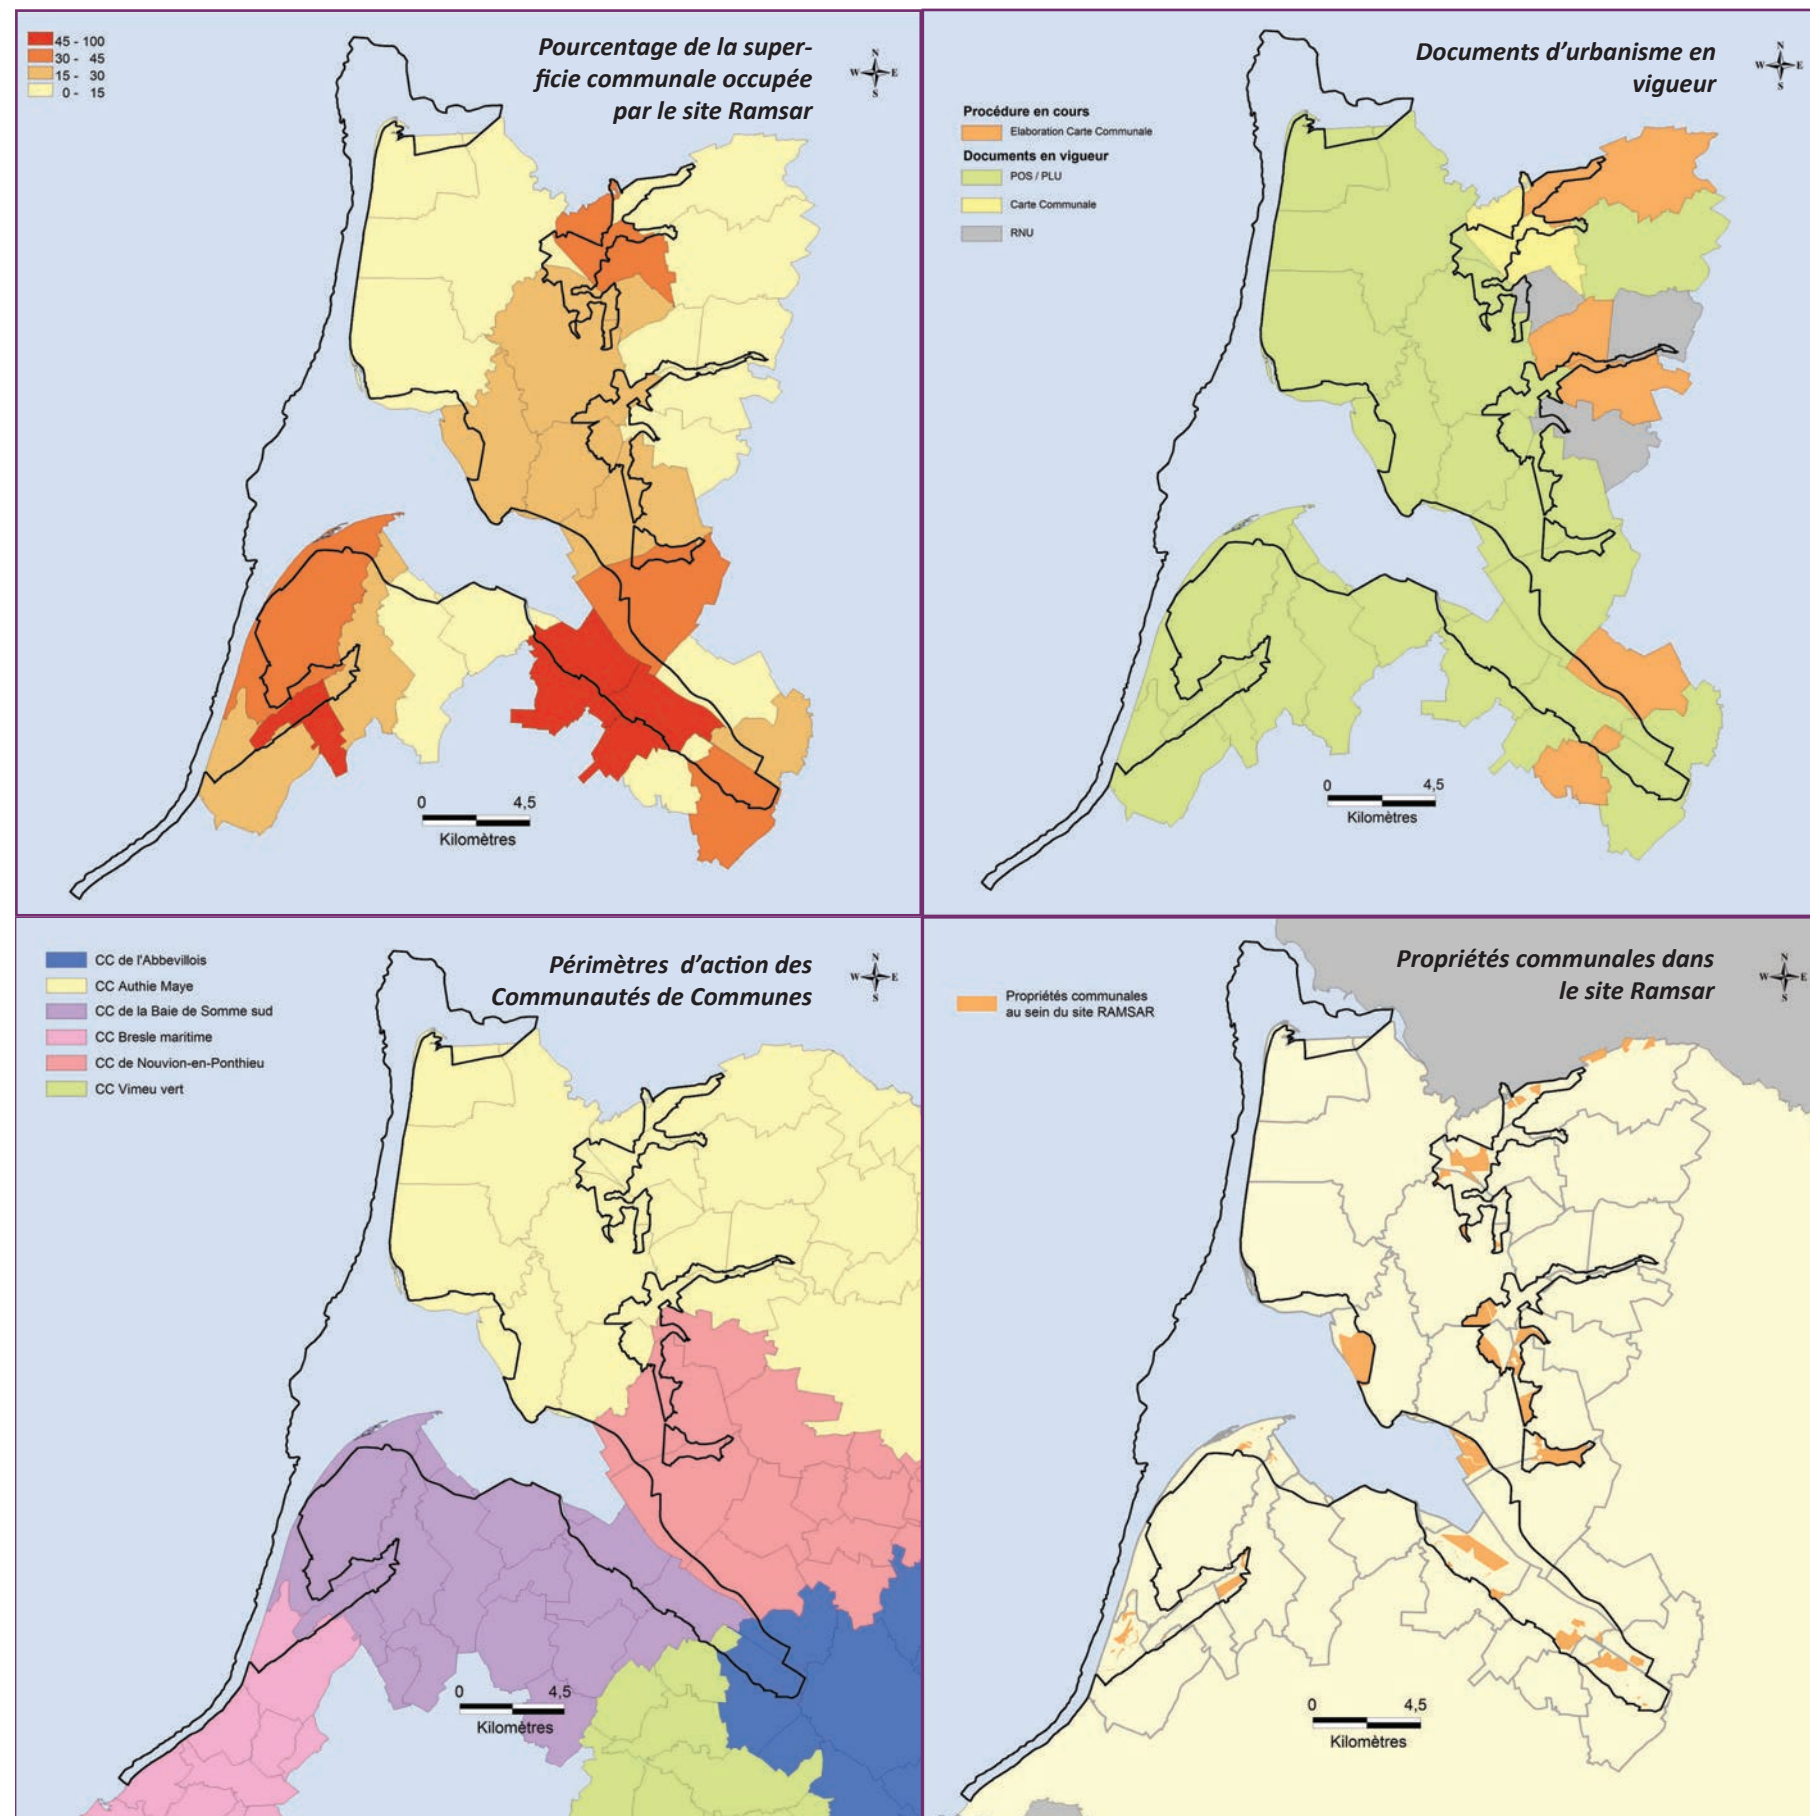 45 - 100
30 - 45
15 - 30
0 - 15
Pourcentage de la super-
ficie communale occupée
par le site Ramsar
N
W E
S
0 4,5
Kilomètres
Documents d’urbanisme en
vigueur
N
W E
S
Procédure en cours
Elaboration Carte Communale
Documents en vigueur
POS / PLU
Carte Communale
RNU
0 4,5
Kilomètres
CC de l'Abbevillois
CC Authie Maye
CC de la Baie de Somme sud
CC Bresle maritime
CC de Nouvion-en-Ponthieu
CC Vimeu vert
Périmètres d’action des
Communautés de Communes
N
W E
S
0 4,5
Kilomètres
Propriétés communales dans
le site Ramsar
N
W E
S
Propriétés communales
au sein du site RAMSAR
0 4,5
Kilomètres